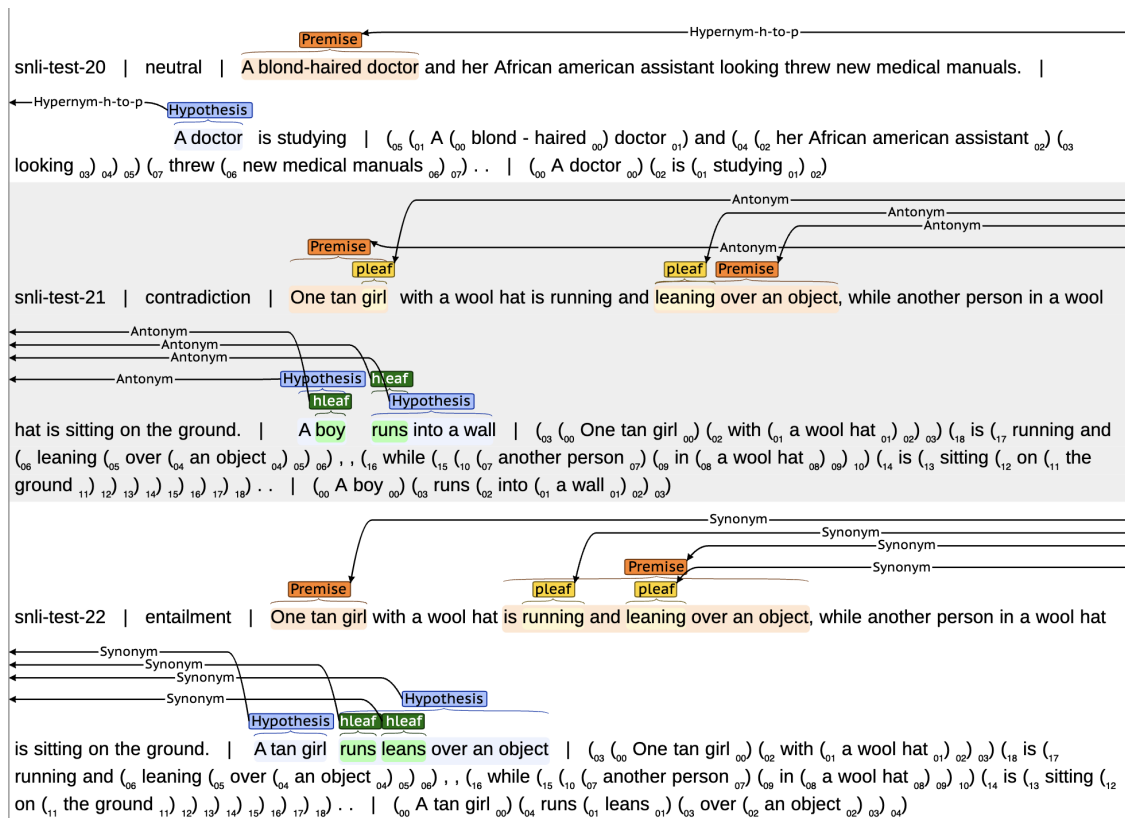 Hypernym-h-to-p
Premise
snli-test-20 | neutral | A blond-haired doctor and her African american assistant looking threw new medical manuals. |
Hypernym-h-to-p
Hypothesis
A doctor is studying | (05 (01 A (00 blond - haired 00) doctor 01) and (04 (02 her African american assistant 02) (03
looking 03) 04) 05) (07 threw (06 new medical manuals 06) 07) . . | (00 A doctor 00) (02 is (01 studying 01) 02)
Antonym
Antonym
Antonym
Premise Antonym
pleaf pleaf Premise
snli-test-21 | contradiction | One tan girl with a wool hat is running and leaning over an object, while another person in a wool
Antonym
Antonym
Antonym
Antonym Hypothesis hleaf
hleaf Hypothesis
hat is sitting on the ground. | A boy runs into a wall | (03 (00 One tan girl 00) (02 with (01 a wool hat 01) 02) 03) (18 is (17 running and
(06 leaning (05 over (04 an object 04) 05) 06) , , (16 while (15 (10 (07 another person 07) (09 in (08 a wool hat 08) 09) 10) (14 is (13 sitting (12 on (11 the
ground 11) 12) 13) 14) 15) 16) 17) 18) . . | (00 A boy 00) (03 runs (02 into (01 a wall 01) 02) 03)
Synonym
Synonym
Synonym
Premise Synonym
Premise pleaf pleaf
snli-test-22 | entailment | One tan girl with a wool hat is running and leaning over an object, while another person in a wool hat
Synonym
Synonym
Synonym
Synonym Hypothesis
Hypothesis hleaf hleaf
is sitting on the ground. | A tan girl runs leans over an object | (03 (00 One tan girl 00) (02 with (01 a wool hat 01) 02) 03) (18 is (17
running and (06 leaning (05 over (04 an object 04) 05) 06) , , (16 while (15 (10 (07 another person 07) (09 in (08 a wool hat 08) 09) 10) (14 is (13 sitting (12
on (11 the ground 11) 12) 13) 14) 15) 16) 17) 18) . . | (00 A tan girl 00) (04 runs (01 leans 01) (03 over (02 an object 02) 03) 04)